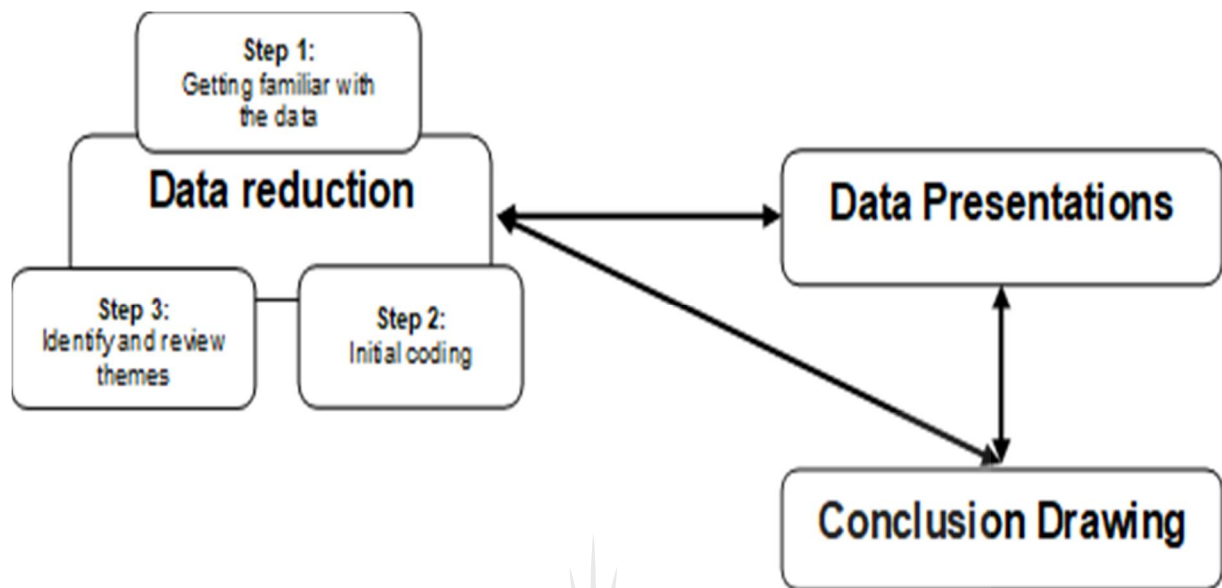 Step 1:
Getting familiar with
the data
Data reduction
Step 3:
Identify and review
themes
Step 2:
Initial coding
Data Presentations
Conclusion Drawing